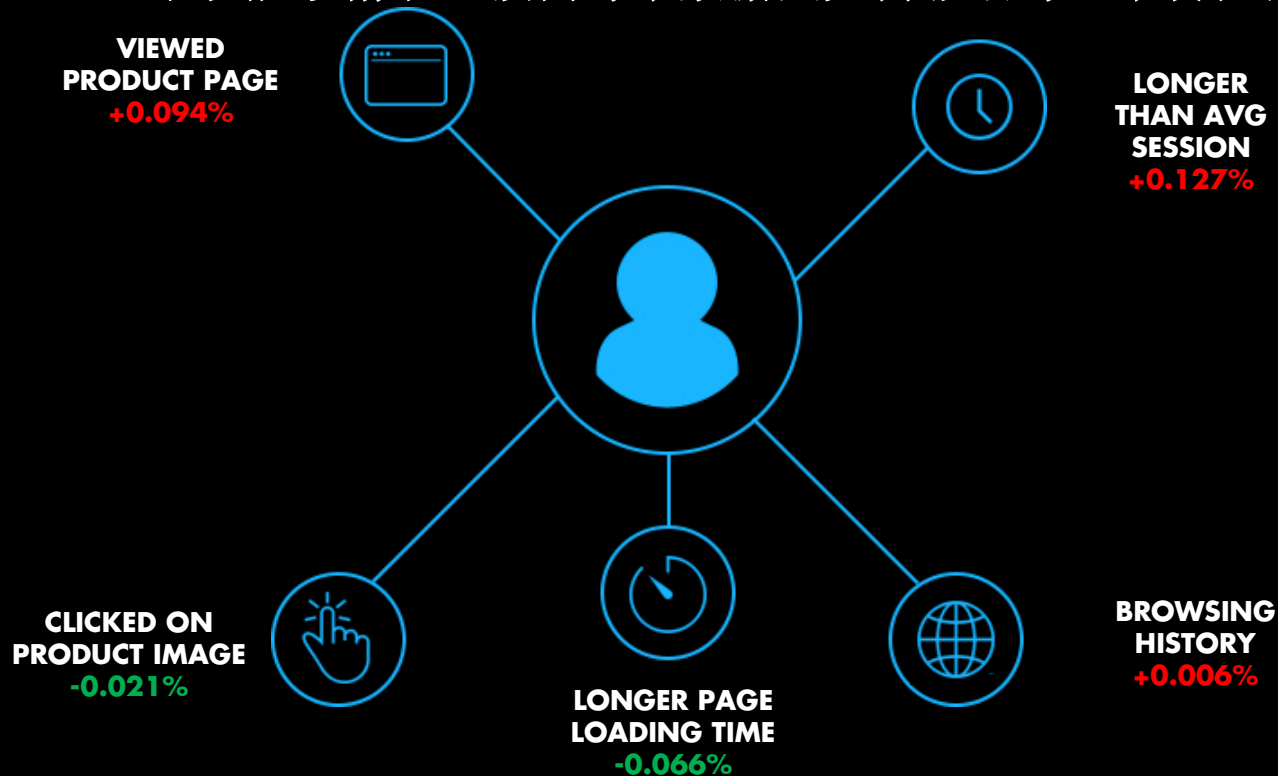 VIEWED
PRODUCT PAGE
+0.094%
LONGER
THAN AVG
SESSION
+0.127%
CLICKED ON
PRODUCT IMAGE
-0.021%
LONGER PAGE
LOADING TIME
-0.066%
BROWSING
HISTORY
+0.006%